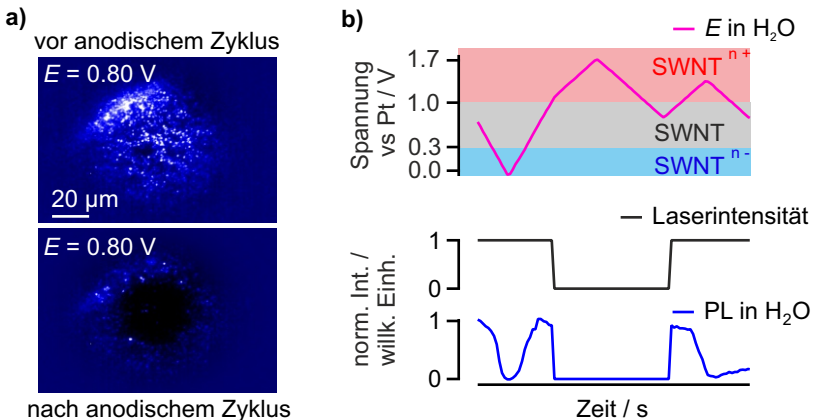 a)
vor anodischem Zyklus
E = 0.80 V
20 µm
E = 0.80 V
nach anodischem Zyklus
b)
E in H₂O
Spannung
vs Pt / V
1.7
1.0
0.3
0.0
SWNT n+
SWNT
SWNT n-
Laserintensität
norm. Int. /
willk. Einh.
1
0
PL in H₂O
1
0
Zeit / s